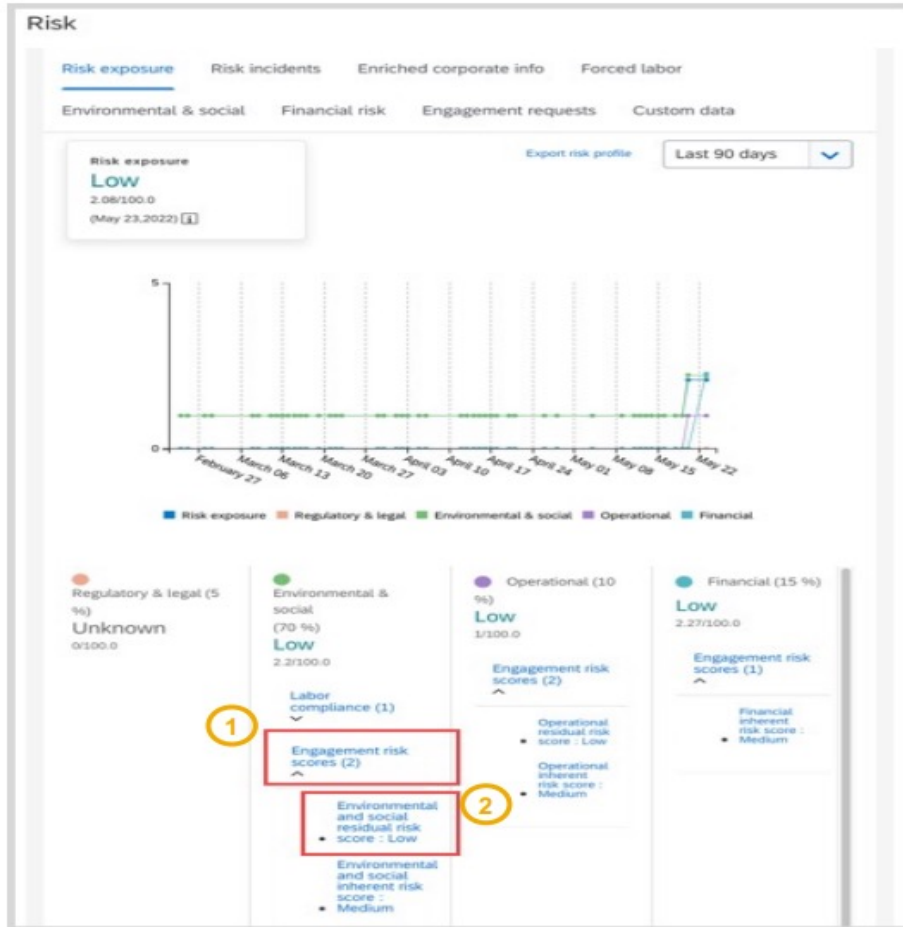 Risk
Risk exposure Risk incidents Enriched corporate info Forced labor
Environmental & social Financial risk Engagement requests Custom data
Risk exposure
Low
2.08/100.0
(May 23,2022) i
Export risk profile
Last 90 days
5
0
February 27 March 06 March 13 March 20 March 27 April 03 April 10 April 17 April 24 May 01 May 08 May 15 May 22
Risk exposure Regulatory & legal Environmental & social Operational Financial
Regulatory & legal (5
%)
Unknown
0/100.0
Environmental &
social
(70 %)
Low
2.2/100.0
Labor
compliance (1)
1
Engagement risk
scores (2)
2
Environmental
and social
residual risk
score : Low
Environmental
and social
inherent risk
score :
Medium
Operational (10
%)
Low
1/100.0
Engagement risk
scores (2)
Operational
residual risk
score : Low
Operational
inherent
risk score :
Medium
Financial (15 %)
Low
2.27/100.0
Engagement risk
scores (1)
Financial
inherent
risk score :
Medium